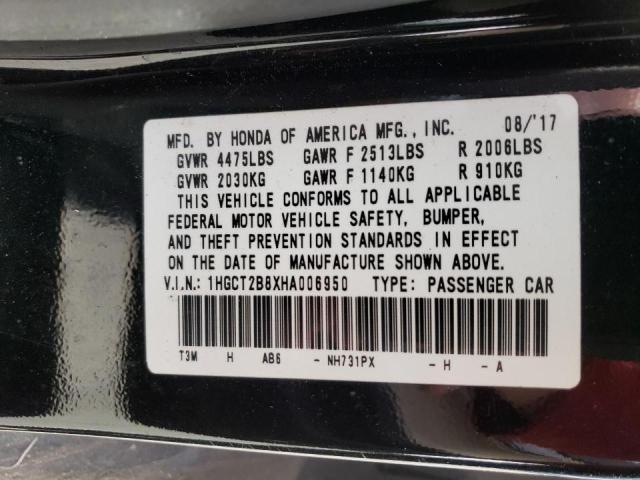 MFD. BY HONDA OF AMERICA MFG., INC. 08/'17
GVWR 4475LBS GAWR F 2513LBS R 2006LBS
GVWR 2030KG GAWR F 1140KG R 910KG
THIS VEHICLE CONFORMS TO ALL APPLICABLE
FEDERAL MOTOR VEHICLE SAFETY, BUMPER,
AND THEFT PREVENTION STANDARDS IN EFFECT
ON THE DATE OF MANUFACTURE SHOWN ABOVE.
V.I.N.: 1HGCT2B8XHA006950 TYPE: PASSENGER CAR
T3M H AB6 - NH731PX - H - A